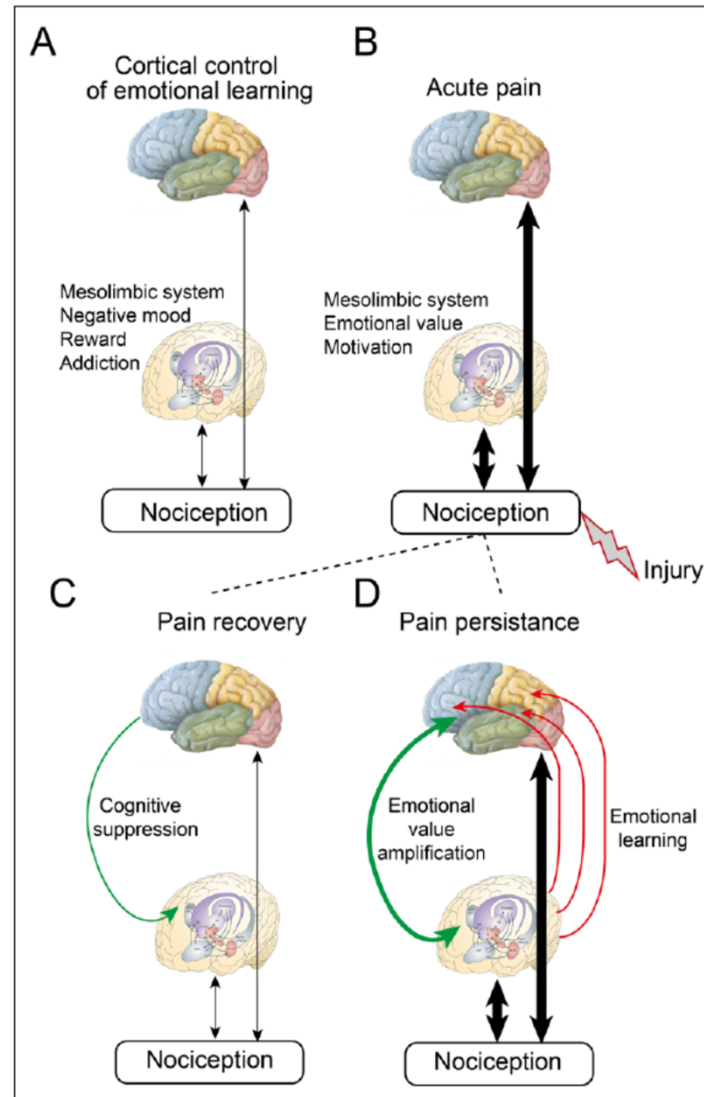 A
Cortical control
of emotional learning
Mesolimbic system
Negative mood
Reward
Addiction
Nociception
B
Acute pain
Mesolimbic system
Emotional value
Motivation
Nociception
Injury
C
Pain recovery
Cognitive
suppression
Nociception
D
Pain persistance
Emotional
value
amplification
Emotional
learning
Nociception